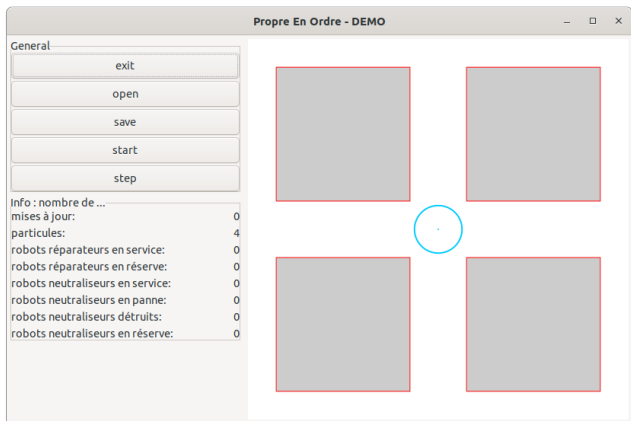 Propre En Ordre - DEMO
General
exit
open
save
start
step
Info : nombre de ...
mises à jour: 0
particules: 4
robots réparateurs en service: 0
robots réparateurs en réserve: 0
robots neutraliseurs en service: 0
robots neutraliseurs en panne: 0
robots neutraliseurs détruits: 0
robots neutraliseurs en réserve: 0